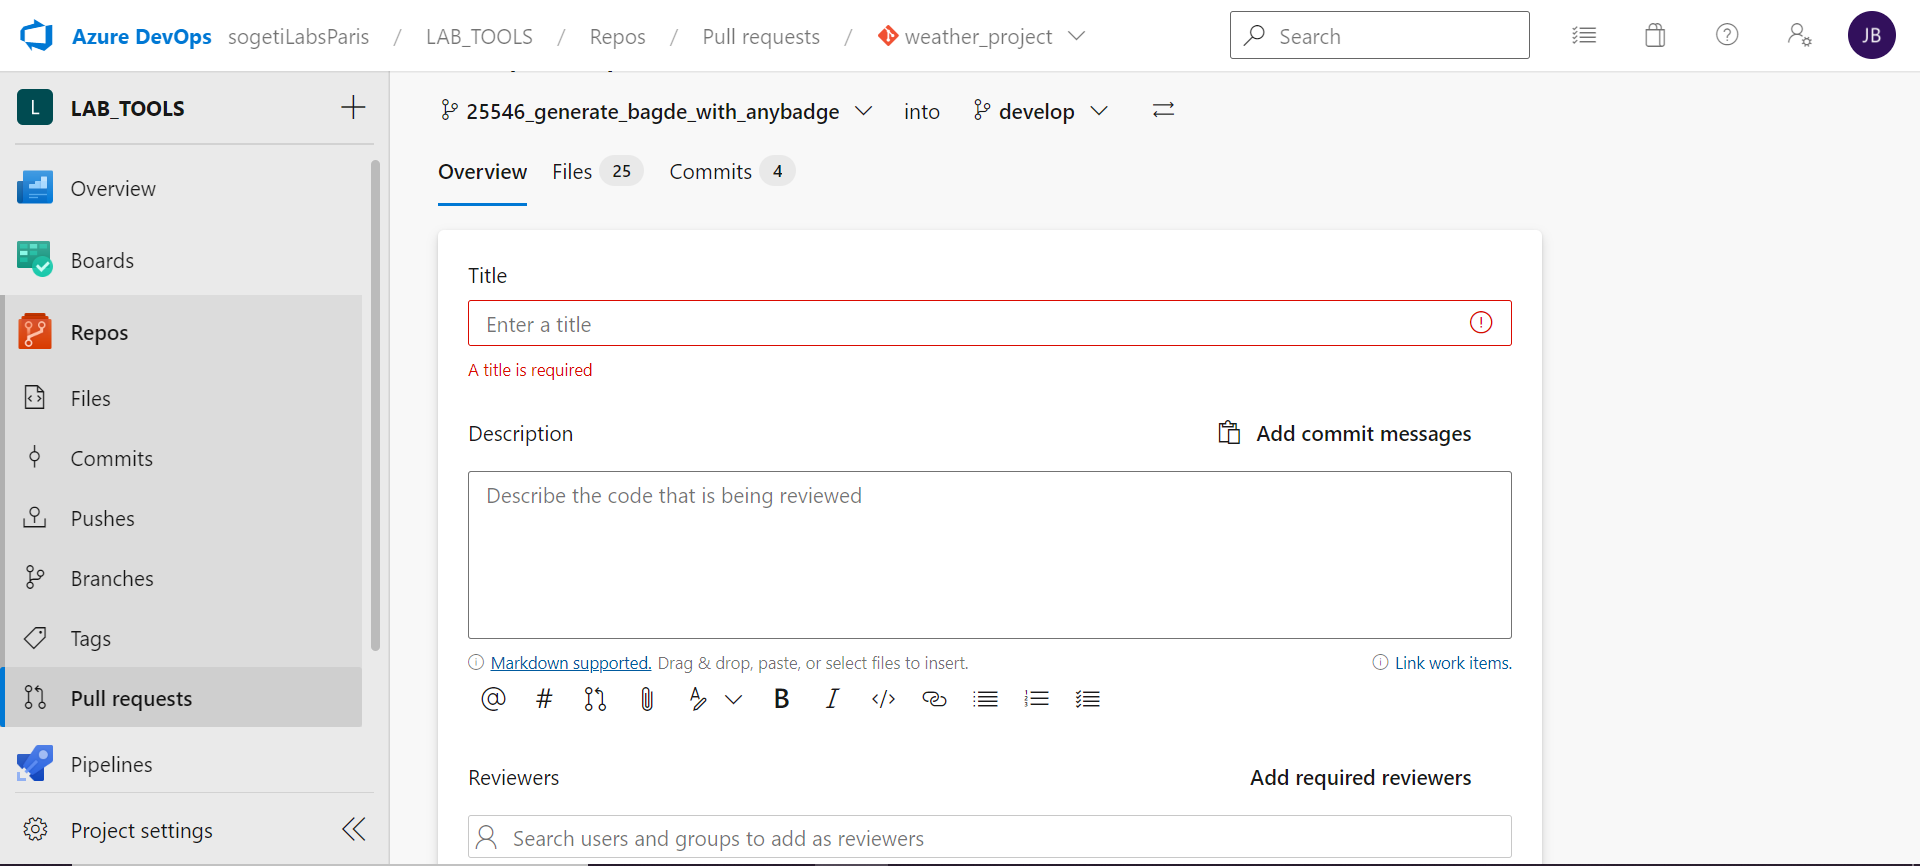 Azure DevOps sogetiLabsParis / LAB_TOOLS / Repos / Pull requests / weather_project
Search
JB
L LAB_TOOLS
Overview
Boards
Repos
Files
Commits
Pushes
Branches
Tags
Pull requests
Pipelines
Project settings
25546_generate_bagde_with_anybadge into develop
Overview Files 25 Commits 4
Title
Enter a title
A title is required
Description Add commit messages
Describe the code that is being reviewed
Markdown supported. Drag & drop, paste, or select files to insert. Link work items.
Reviewers Add required reviewers
Search users and groups to add as reviewers